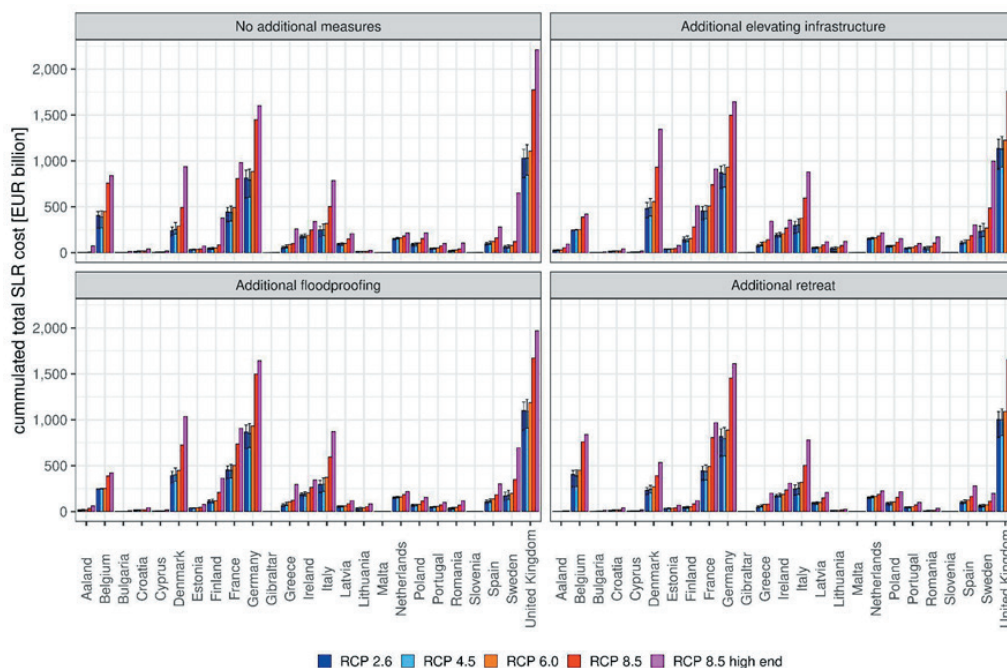 No additional measures
Additional elevating infrastructure
2,000
1,500
1,000
500
0
Additional floodproofing
Additional retreat
2,000
1,500
1,000
500
0
cummulated total SLR cost [EUR billion]
Aaland
Belgium
Bulgaria
Croatia
Cyprus
Denmark
Estonia
Finland
France
Germany
Gibraltar
Greece
Ireland
Italy
Latvia
Lithuania
Malta
Netherlands
Poland
Portugal
Romania
Slovenia
Spain
Sweden
United Kingdom
Aaland
Belgium
Bulgaria
Croatia
Cyprus
Denmark
Estonia
Finland
France
Germany
Gibraltar
Greece
Ireland
Italy
Latvia
Lithuania
Malta
Netherlands
Poland
Portugal
Romania
Slovenia
Spain
Sweden
United Kingdom
RCP 2.6
RCP 4.5
RCP 6.0
RCP 8.5
RCP 8.5 high end